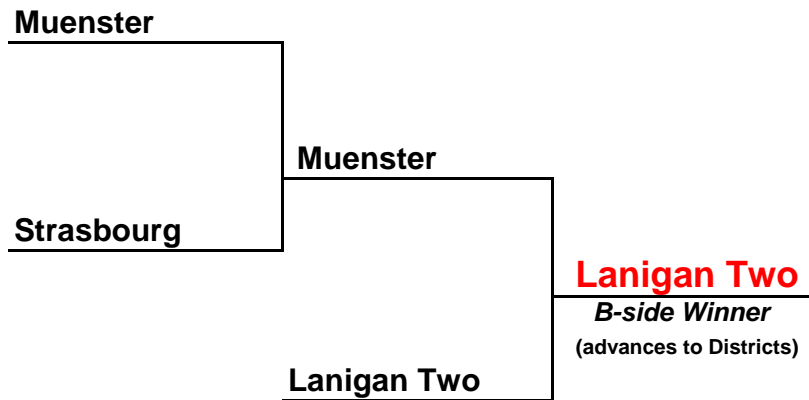 Muenster
Muenster
Strasbourg
Lanigan Two
B-side Winner
(advances to Districts)
Lanigan Two